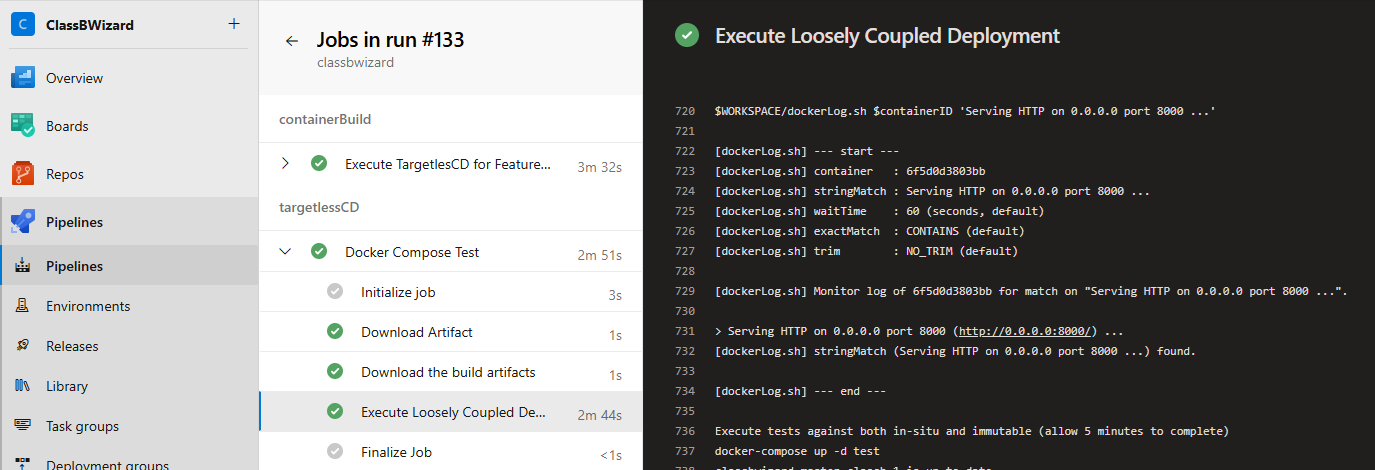 C
ClassBWizard
+
Overview
Boards
Repos
Pipelines
Pipelines
Environments
Releases
Library
Task groups
Deployment groups
Jobs in run #133
classbwizard
containerBuild
Execute TargetlesCD for Feature... 3m 32s
targetlessCD
Docker Compose Test 2m 51s
Initialize job 3s
Download Artifact 1s
Download the build artifacts 1s
Execute Loosely Coupled De... 2m 44s
Finalize Job <1s
Execute Loosely Coupled Deployment
720 $WORKSPACE/dockerLog.sh $containerID 'Serving HTTP on 0.0.0.0 port 8000 ...'
721
722 [dockerLog.sh] --- start ---
723 [dockerLog.sh] container : 6f5d0d3803bb
724 [dockerLog.sh] stringMatch : Serving HTTP on 0.0.0.0 port 8000 ...
725 [dockerLog.sh] waitTime : 60 (seconds, default)
726 [dockerLog.sh] exactMatch : CONTAINS (default)
727 [dockerLog.sh] trim : NO_TRIM (default)
728
729 [dockerLog.sh] Monitor log of 6f5d0d3803bb for match on "Serving HTTP on 0.0.0.0 port 8000 ...".
730
731 > Serving HTTP on 0.0.0.0 port 8000 (http://0.0.0.0:8000/) ...
732 [dockerLog.sh] stringMatch (Serving HTTP on 0.0.0.0 port 8000 ...) found.
733
734 [dockerLog.sh] --- end ---
735
736 Execute tests against both in-situ and immutable (allow 5 minutes to complete)
737 docker-compose up -d test